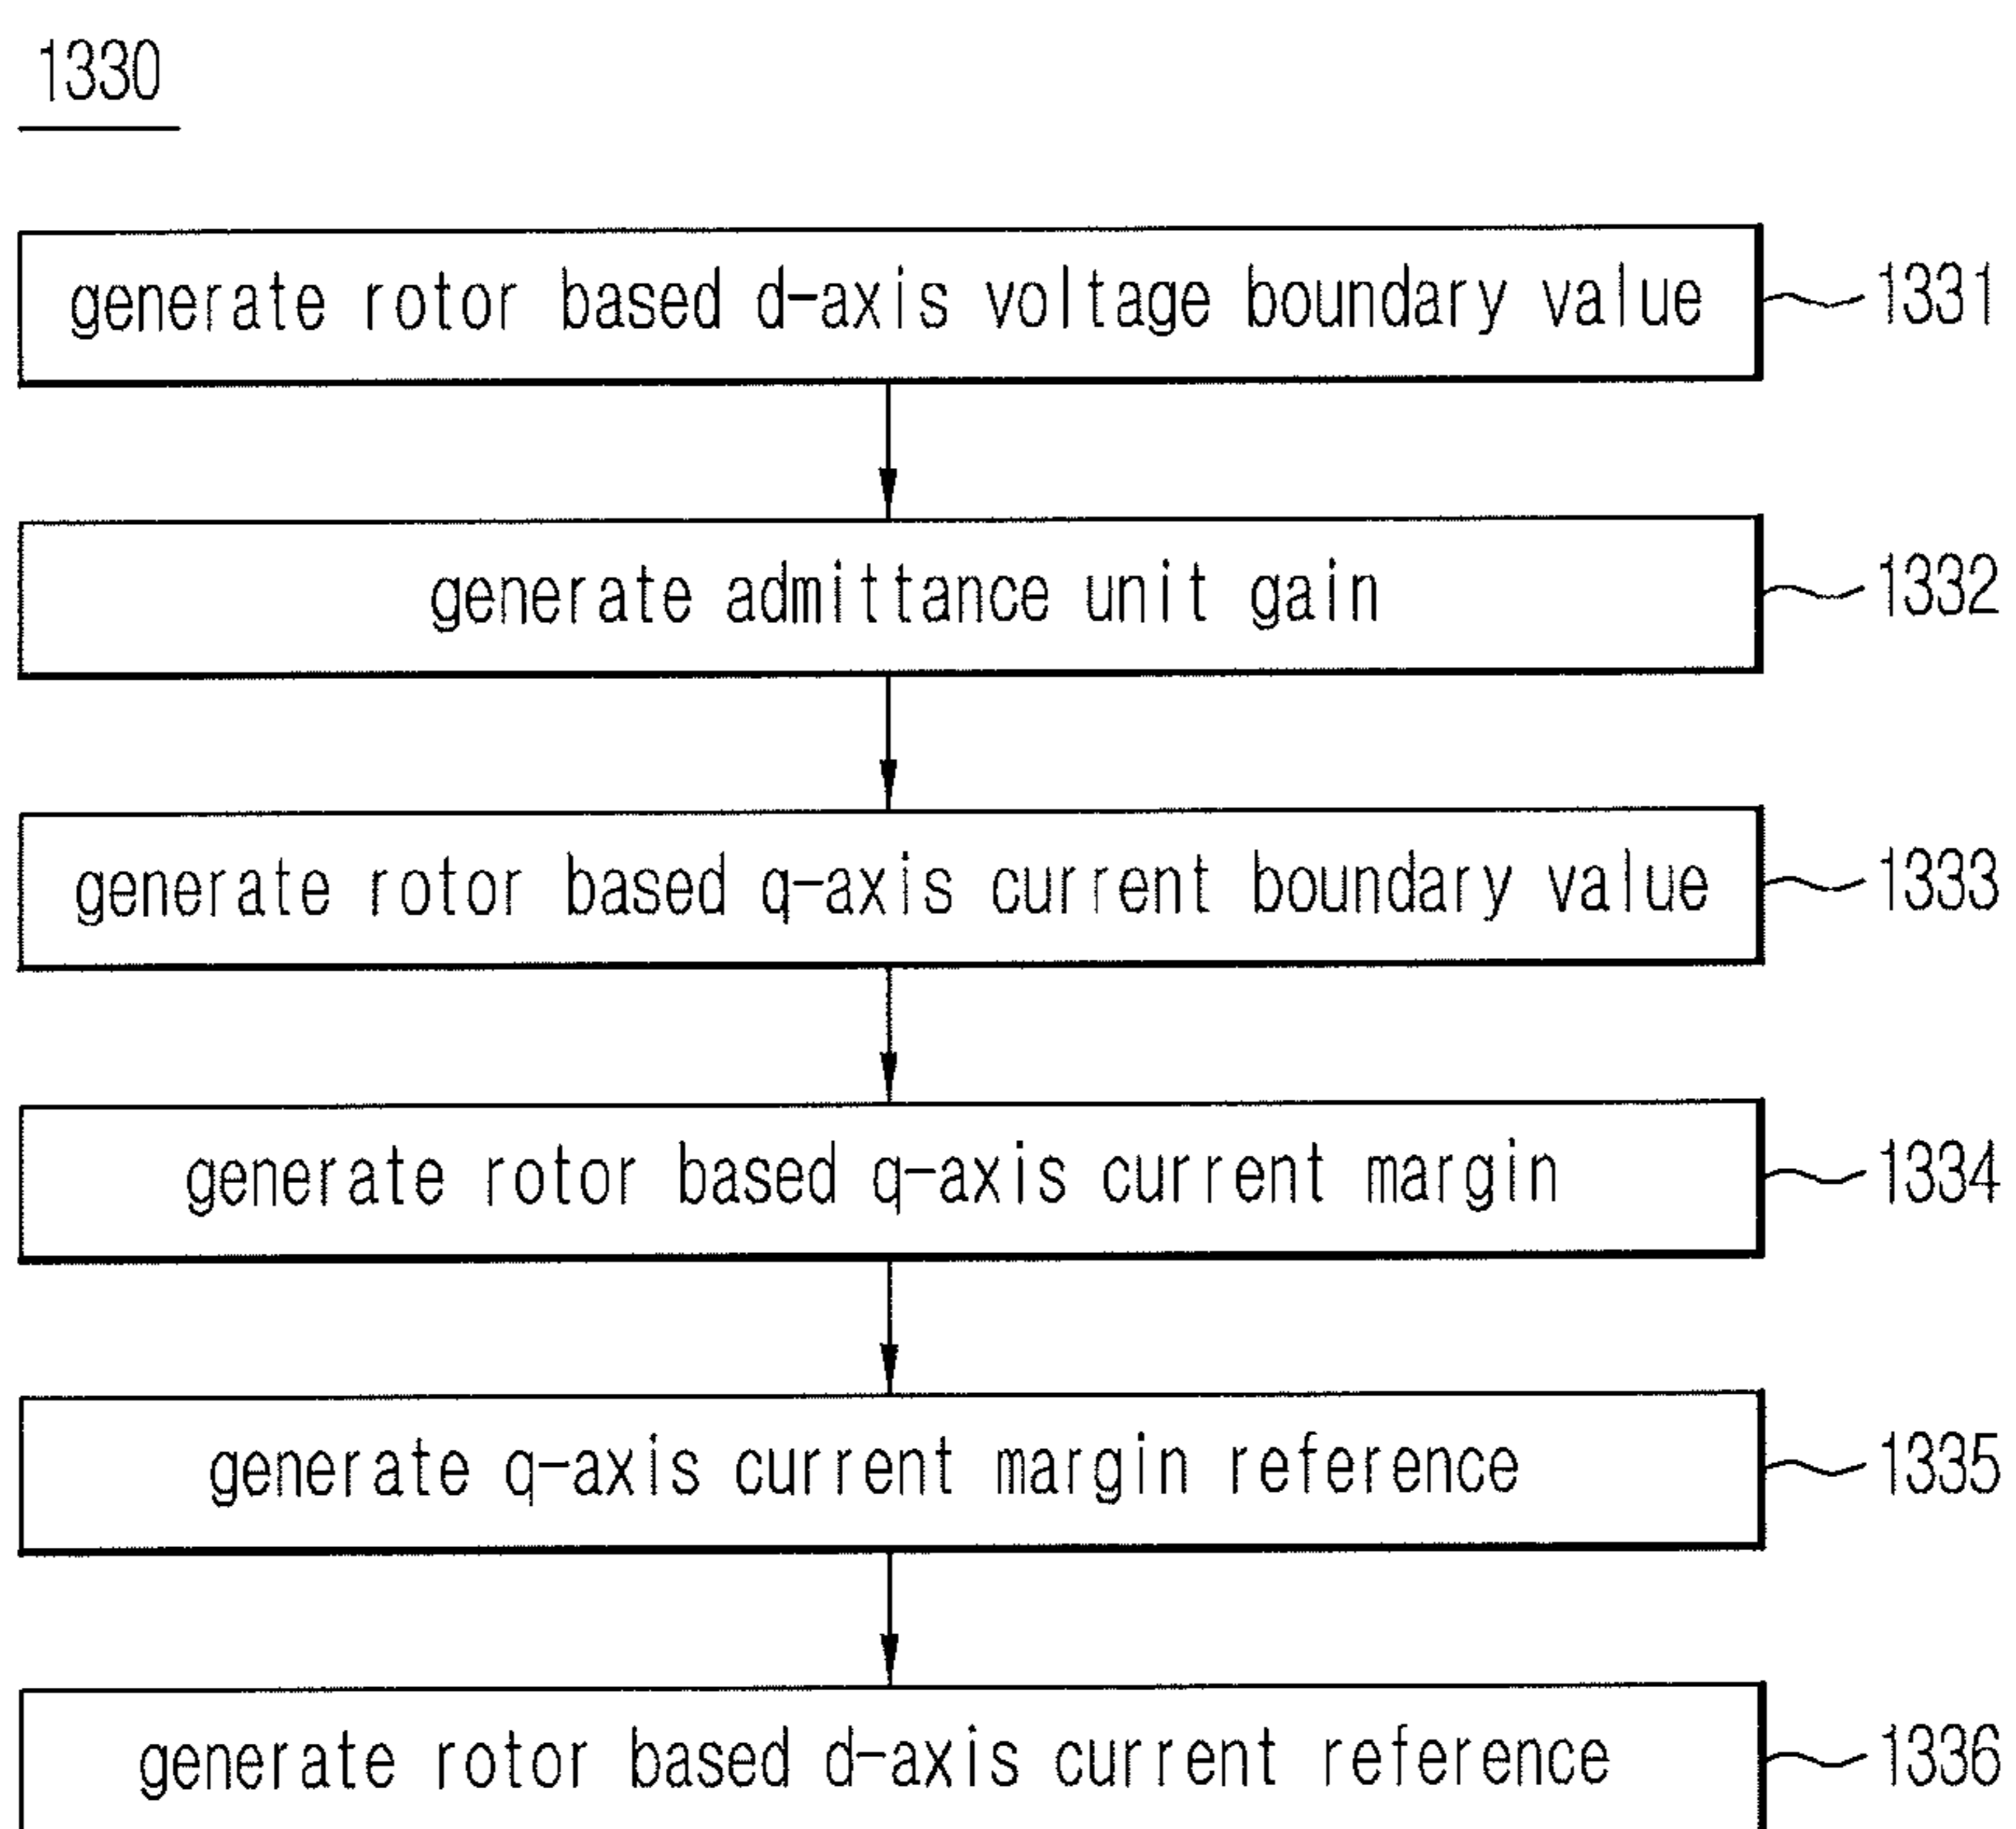 1330
generate rotor based d-axis voltage boundary value
1331
generate admittance unit gain
1332
generate rotor based q-axis current boundary value
1333
generate rotor based q-axis current margin
1334
generate q-axis current margin reference
1335
generate rotor based d-axis current reference
1336